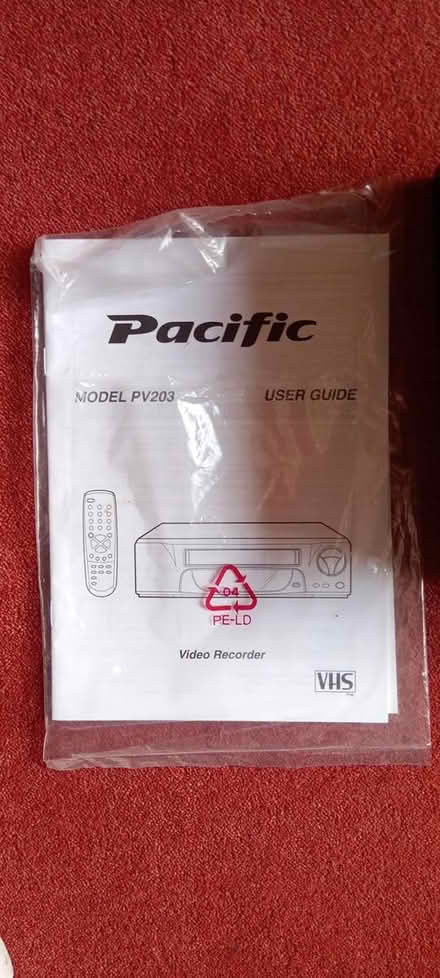 Pacific
MODEL PV203 USER GUIDE
04
PE-LD
Video Recorder
VHS